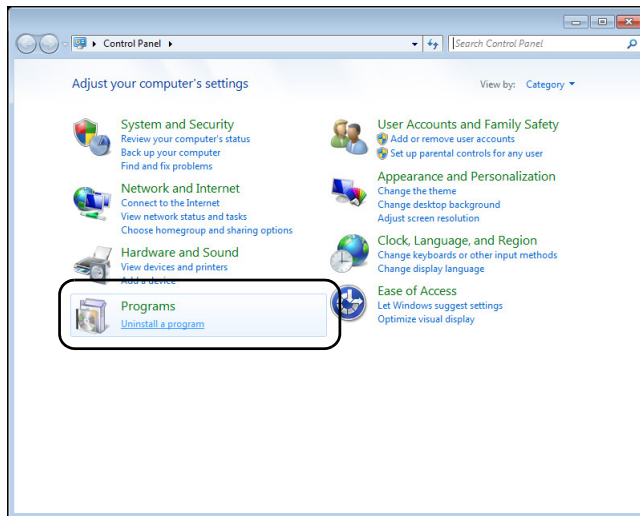 Control Panel
Search Control Panel
Adjust your computer's settings
View by: Category
System and Security
Review your computer's status
Back up your computer
Find and fix problems
Network and Internet
Connect to the Internet
View network status and tasks
Choose homegroup and sharing options
Hardware and Sound
View devices and printers
Add a device
Programs
Uninstall a program
User Accounts and Family Safety
Add or remove user accounts
Set up parental controls for any user
Appearance and Personalization
Change the theme
Change desktop background
Adjust screen resolution
Clock, Language, and Region
Change keyboards or other input methods
Change display language
Ease of Access
Let Windows suggest settings
Optimize visual display